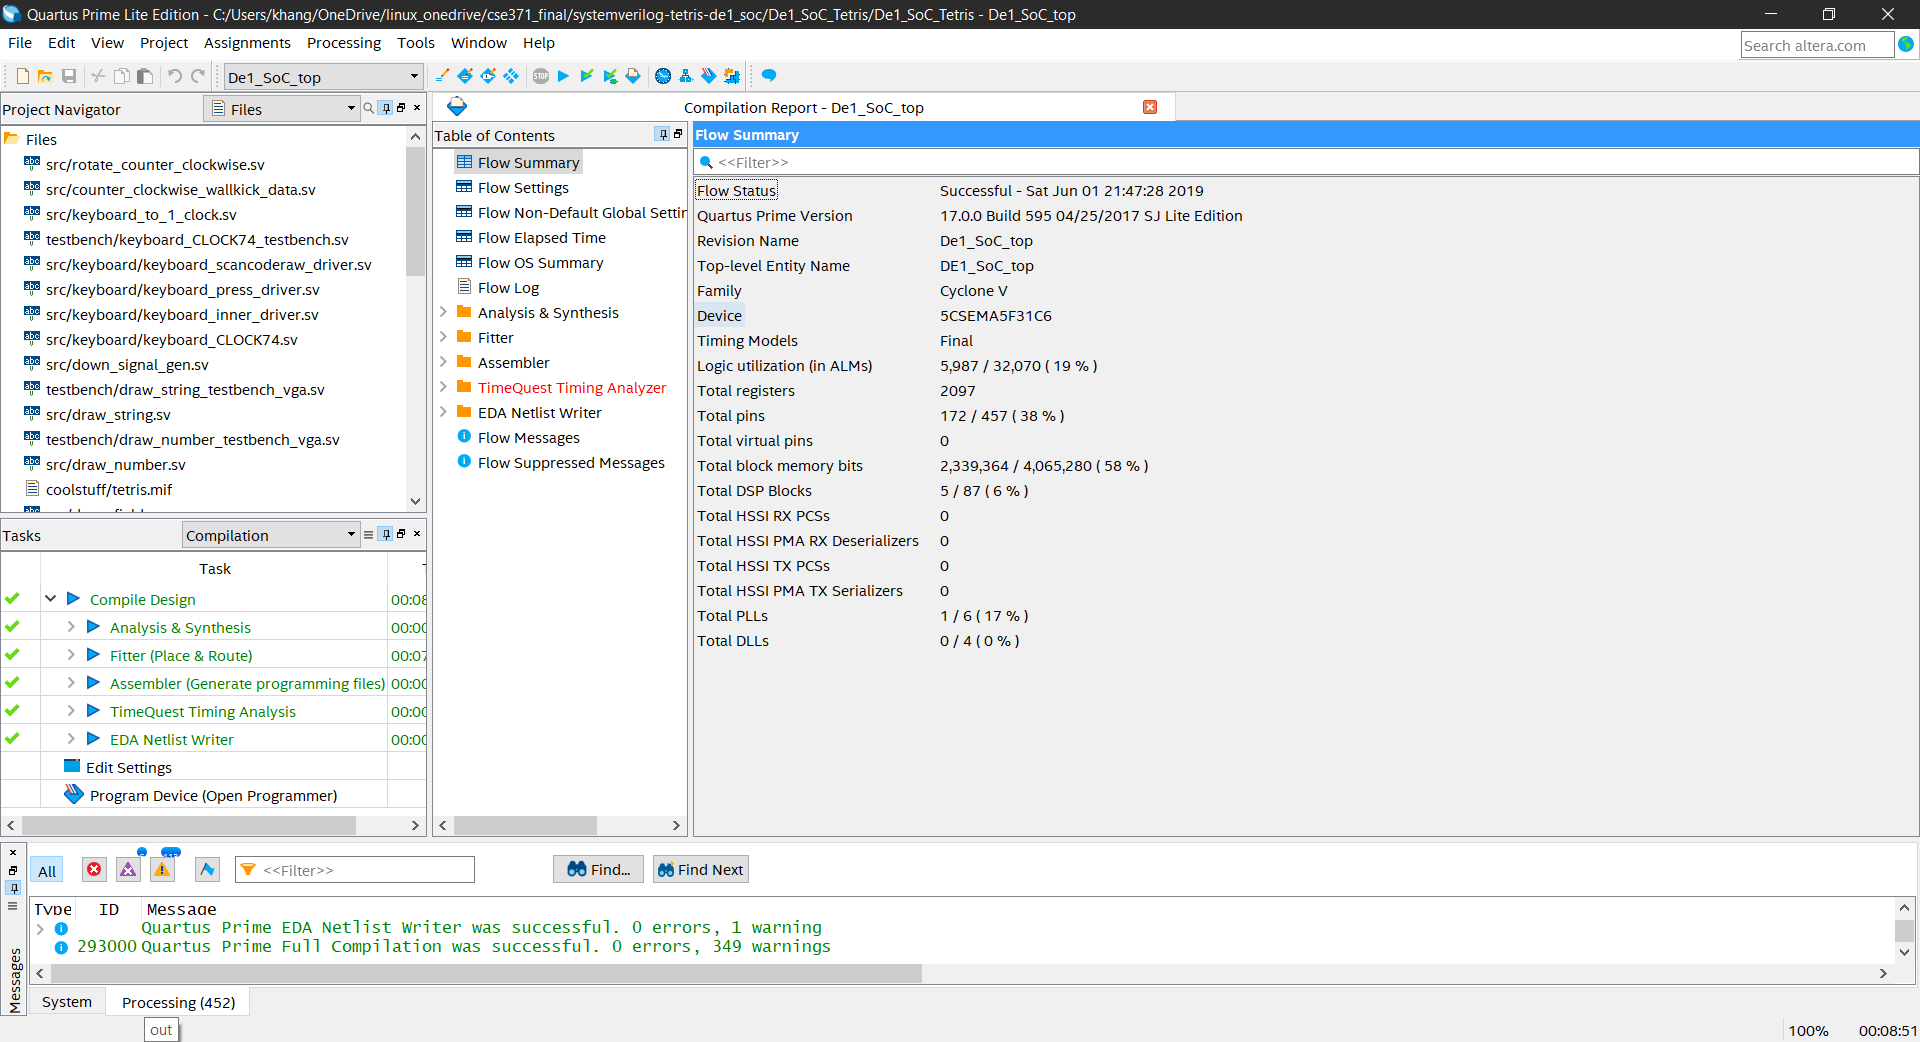 Quartus Prime Lite Edition - C:/Users/khang/OneDrive/linux_onedrive/cse371_final/systemverilog-tetris-de1_soc/De1_SoC_Tetris/De1_SoC_Tetris - De1_SoC_top
File Edit View Project Assignments Processing Tools Window Help
Search altera.com
De1_SoC_top
STOP
Project Navigator
Files
Files
src/rotate_counter_clockwise.sv
src/counter_clockwise_wallkick_data.sv
src/keyboard_to_1_clock.sv
testbench/keyboard_CLOCK74_testbench.sv
src/keyboard/keyboard_scancoderaw_driver.sv
src/keyboard/keyboard_press_driver.sv
src/keyboard/keyboard_inner_driver.sv
src/keyboard/keyboard_CLOCK74.sv
src/down_signal_gen.sv
testbench/draw_string_testbench_vga.sv
src/draw_string.sv
testbench/draw_number_testbench_vga.sv
src/draw_number.sv
coolstuff/tetris.mif
Tasks
Compilation
Task
Compile Design 00:08
Analysis & Synthesis 00:00
Fitter (Place & Route) 00:07
Assembler (Generate programming files) 00:00
TimeQuest Timing Analysis 00:00
EDA Netlist Writer 00:00
Edit Settings
Program Device (Open Programmer)
Compilation Report - De1_SoC_top
Table of Contents
Flow Summary
Flow Settings
Flow Non-Default Global Settin
Flow Elapsed Time
Flow OS Summary
Flow Log
Analysis & Synthesis
Fitter
Assembler
TimeQuest Timing Analyzer
EDA Netlist Writer
Flow Messages
Flow Suppressed Messages
Flow Summary
<<Filter>>
Flow Status Successful - Sat Jun 01 21:47:28 2019
Quartus Prime Version 17.0.0 Build 595 04/25/2017 SJ Lite Edition
Revision Name De1_SoC_top
Top-level Entity Name DE1_SoC_top
Family Cyclone V
Device 5CSEMA5F31C6
Timing Models Final
Logic utilization (in ALMs) 5,987 / 32,070 ( 19 % )
Total registers 2097
Total pins 172 / 457 ( 38 % )
Total virtual pins 0
Total block memory bits 2,339,364 / 4,065,280 ( 58 % )
Total DSP Blocks 5 / 87 ( 6 % )
Total HSSI RX PCSs 0
Total HSSI PMA RX Deserializers 0
Total HSSI TX PCSs 0
Total HSSI PMA TX Serializers 0
Total PLLs 1 / 6 ( 17 % )
Total DLLs 0 / 4 ( 0 % )
All
<<Filter>>
Find...
Find Next
Type ID Message
Quartus Prime EDA Netlist Writer was successful. 0 errors, 1 warning
293000 Quartus Prime Full Compilation was successful. 0 errors, 349 warnings
Messages
System
Processing (452)
out
100% 00:08:51